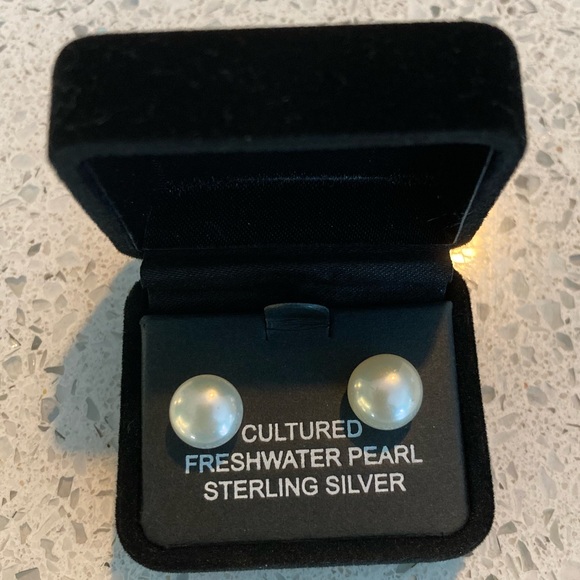 CULTURED
FRESHWATER PEARL
STERLING SILVER